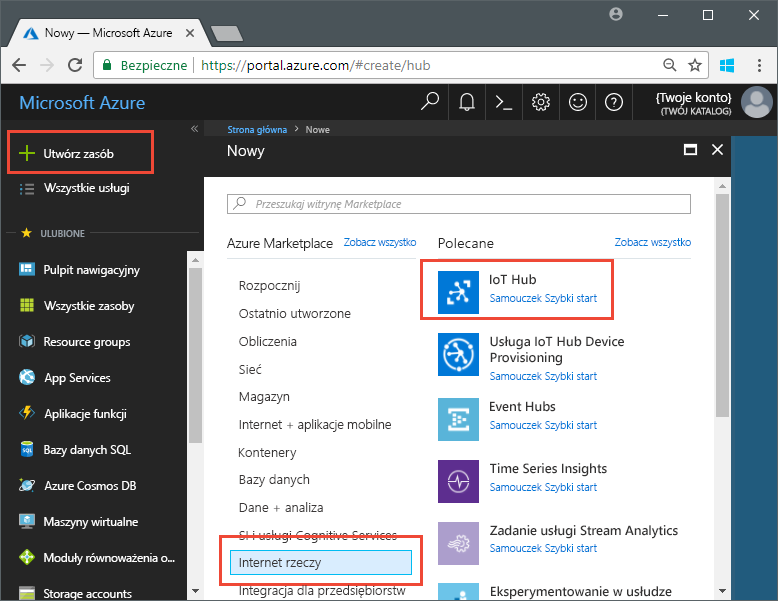 Nowy — Microsoft Azure
Bezpieczne
https://portal.azure.com/#create/hub
Microsoft Azure
{Twoje konto}
(TWÓJ KATALOG)
Strona główna > Nowe
Nowy
Utwórz zasób
Wszystkie usługi
ULUBIONE
Pulpit nawigacyjny
Wszystkie zasoby
Resource groups
App Services
Aplikacje funkcji
Bazy danych SQL
Azure Cosmos DB
Maszyny wirtualne
Moduły równoważenia o...
Storage accounts
Przeszukaj witrynę Marketplace
Azure Marketplace
Zobacz wszystko
Rozpocznij
Ostatnio utworzone
Obliczenia
Sieć
Magazyn
Internet + aplikacje mobilne
Kontenery
Bazy danych
Dane + analiza
SI i usługi Cognitive Services
Internet rzeczy
Integracja dla przedsiębiorstw
Polecane
Zobacz wszystko
IoT Hub
Samouczek Szybki start
Usługa IoT Hub Device
Provisioning
Samouczek Szybki start
Event Hubs
Samouczek Szybki start
Time Series Insights
Samouczek Szybki start
Zadanie usługi Stream Analytics
Samouczek Szybki start
Eksperymentowanie w usłudze